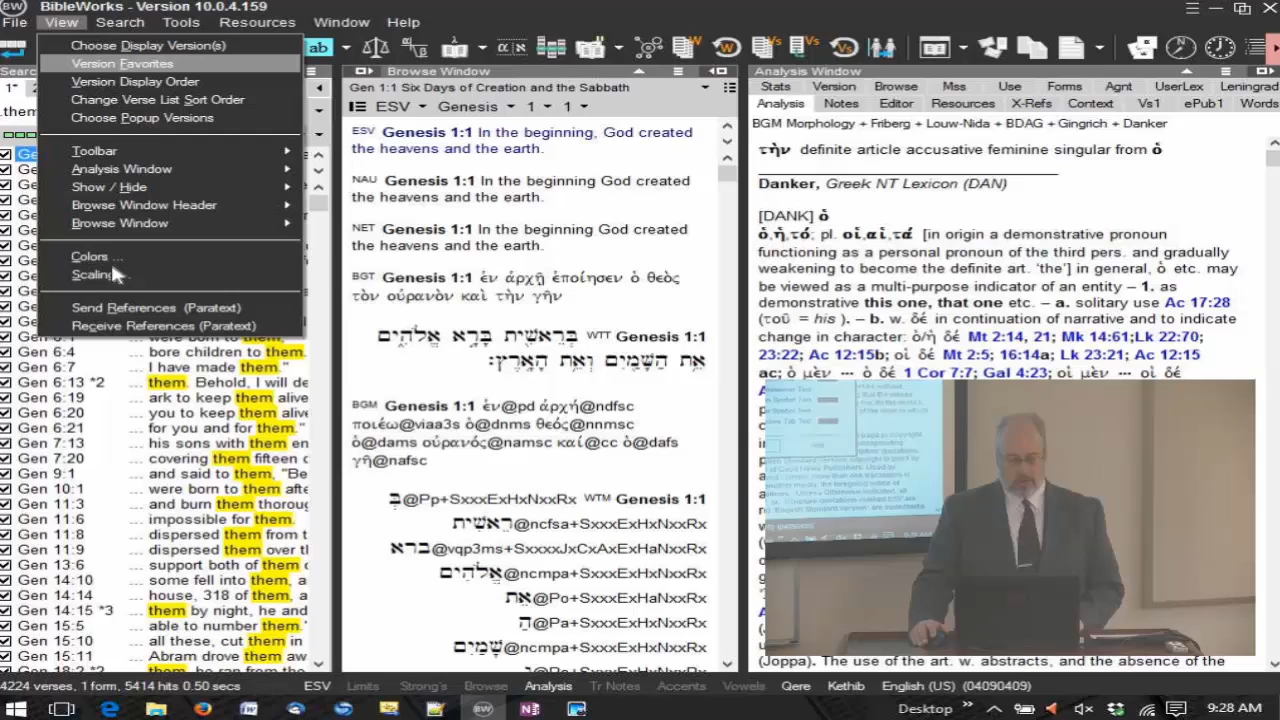 BW BibleWorks - Version 10.0.4.159
File View Search Tools Resources Window Help
Choose Display Version(s)
Version Favorites
Version Display Order
Change Verse List Sort Order
Choose Popup Versions
Toolbar
Analysis Window
Show / Hide
Browse Window Header
Browse Window
Colors ...
Scaling
Send References (Paratext)
Receive References (Paratext)
Gen 6:4 ... bore children to them.
Gen 6:7 ... I have made them."
Gen 6:13 *2 ... them. Behold, I will de
Gen 6:19 ... ark to keep them alive
Gen 6:20 ... you to keep them alive
Gen 6:21 ... for you and for them."
Gen 7:13 ... his sons with them en
Gen 7:20 ... covering them fifteen c
Gen 9:1 ... and said to them, "Be
Gen 10:1 ... were born to them afte
Gen 11:3 ... and burn them thoroug
Gen 11:6 ... impossible for them.
Gen 11:8 ... dispersed them from t
Gen 11:9 ... dispersed them over th
Gen 13:6 ... support both of them d
Gen 14:10 ... some fell into them, a
Gen 14:14 ... house, 318 of them, a
Gen 14:15 *3 ... them by night, he and
Gen 15:5 ... able to number them."
Gen 15:10 ... all these, cut them in
Gen 15:11 ... Abram drove them aw
Browse Window
Gen 1:1 Six Days of Creation and the Sabbath
ESV Genesis 1 1
ESV Genesis 1:1 In the beginning, God created
the heavens and the earth.
NAU Genesis 1:1 In the beginning God created
the heavens and the earth.
NET Genesis 1:1 In the beginning God created
the heavens and the earth.
BGT Genesis 1:1 ἐν ἀρχῇ ἐποίησεν ὁ θεὸς
τὸν οὐρανὸν καὶ τὴν γῆν
WTT Genesis 1:1 בְּרֵאשִׁ֖ית בָּרָ֣א אֱלֹהִ֑ים
אֵ֥ת הַשָּׁמַ֖יִם וְאֵ֥ת הָאָֽרֶץ׃
BGM Genesis 1:1 ἐν@pd ἀρχή@ndfsc
ποιέω@viaa3s ὁ@dnms θεός@nnmsc
ὁ@dams οὐρανός@namsc καί@cc ὁ@dafs
γῆ@nafsc
WTM Genesis 1:1 בְּ@Pp+SxxxExHxNxxRx
רֵאשִׁית@ncfsa+SxxxExHxNxxRx
ברא@vqp3ms+SxxxxJxCxAxExHaNxxRx
אֱלֹהִים@ncmpa+SxxxExHaNxxRx
אֵת@Po+SxxxExHxNxxRx
הַ@Pa+SxxxExHxNxxRx
שָׁמַיִם@ncmpa+SxxxExHxNxxRx
Analysis Window
Stats Version Browse Mss Use Forms Agnt UserLex Leningrad
Analysis Notes Editor Resources X-Refs Context Vs1 ePub1 Words
BGM Morphology + Friberg + Louw-Nida + BDAG + Gingrich + Danker
τὴν definite article accusative feminine singular from ὁ
Danker, Greek NT Lexicon (DAN)
[DANK] ὁ
ὁ,ἡ,τό; pl. οἱ,αἱ,τά [in origin a demonstrative pronoun
functioning as a personal pronoun of the third pers. and gradually
weakening to become the definite art. 'the'] in general, ὁ etc. may
be viewed as a multi-purpose indicator of an entity – 1. as
demonstrative this one, that one etc. – a. solitary use Ac 17:28
(τοῦ = his ). – b. w. δέ in continuation of narrative and to indicate
change in character: ὁ/ἡ δέ Mt 2:14, 21; Mk 14:61;Lk 22:70;
23:22; Ac 12:15b; οἱ δέ Mt 2:5; 16:14a; Lk 23:21; Ac 12:15
ac; ὁ μὲν ... ὁ δέ 1 Cor 7:7; Gal 4:23; οἱ μὲν ... οἱ δέ
(Joppa). The use of the art. w. abstracts, and the absence of the
4224 verses, 1 form, 5414 hits 0.50 secs ESV Limits Strong's Browse Analysis Tr Notes Accents Vowels Qere Kethib English (US) (04090409)
Desktop 9:28 AM